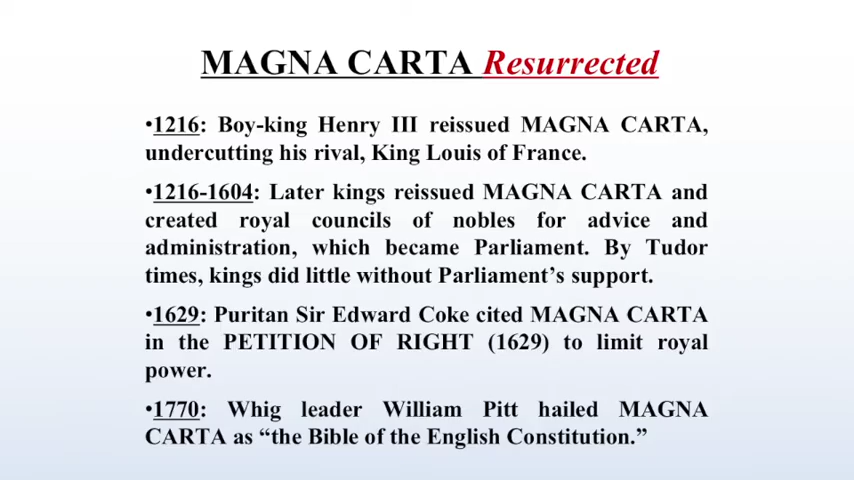 MAGNA CARTA Resurrected
•1216: Boy-king Henry III reissued MAGNA CARTA,
undercutting his rival, King Louis of France.
•1216-1604: Later kings reissued MAGNA CARTA and
created royal councils of nobles for advice and
administration, which became Parliament. By Tudor
times, kings did little without Parliament’s support.
•1629: Puritan Sir Edward Coke cited MAGNA CARTA
in the PETITION OF RIGHT (1629) to limit royal
power.
•1770: Whig leader William Pitt hailed MAGNA
CARTA as “the Bible of the English Constitution.”